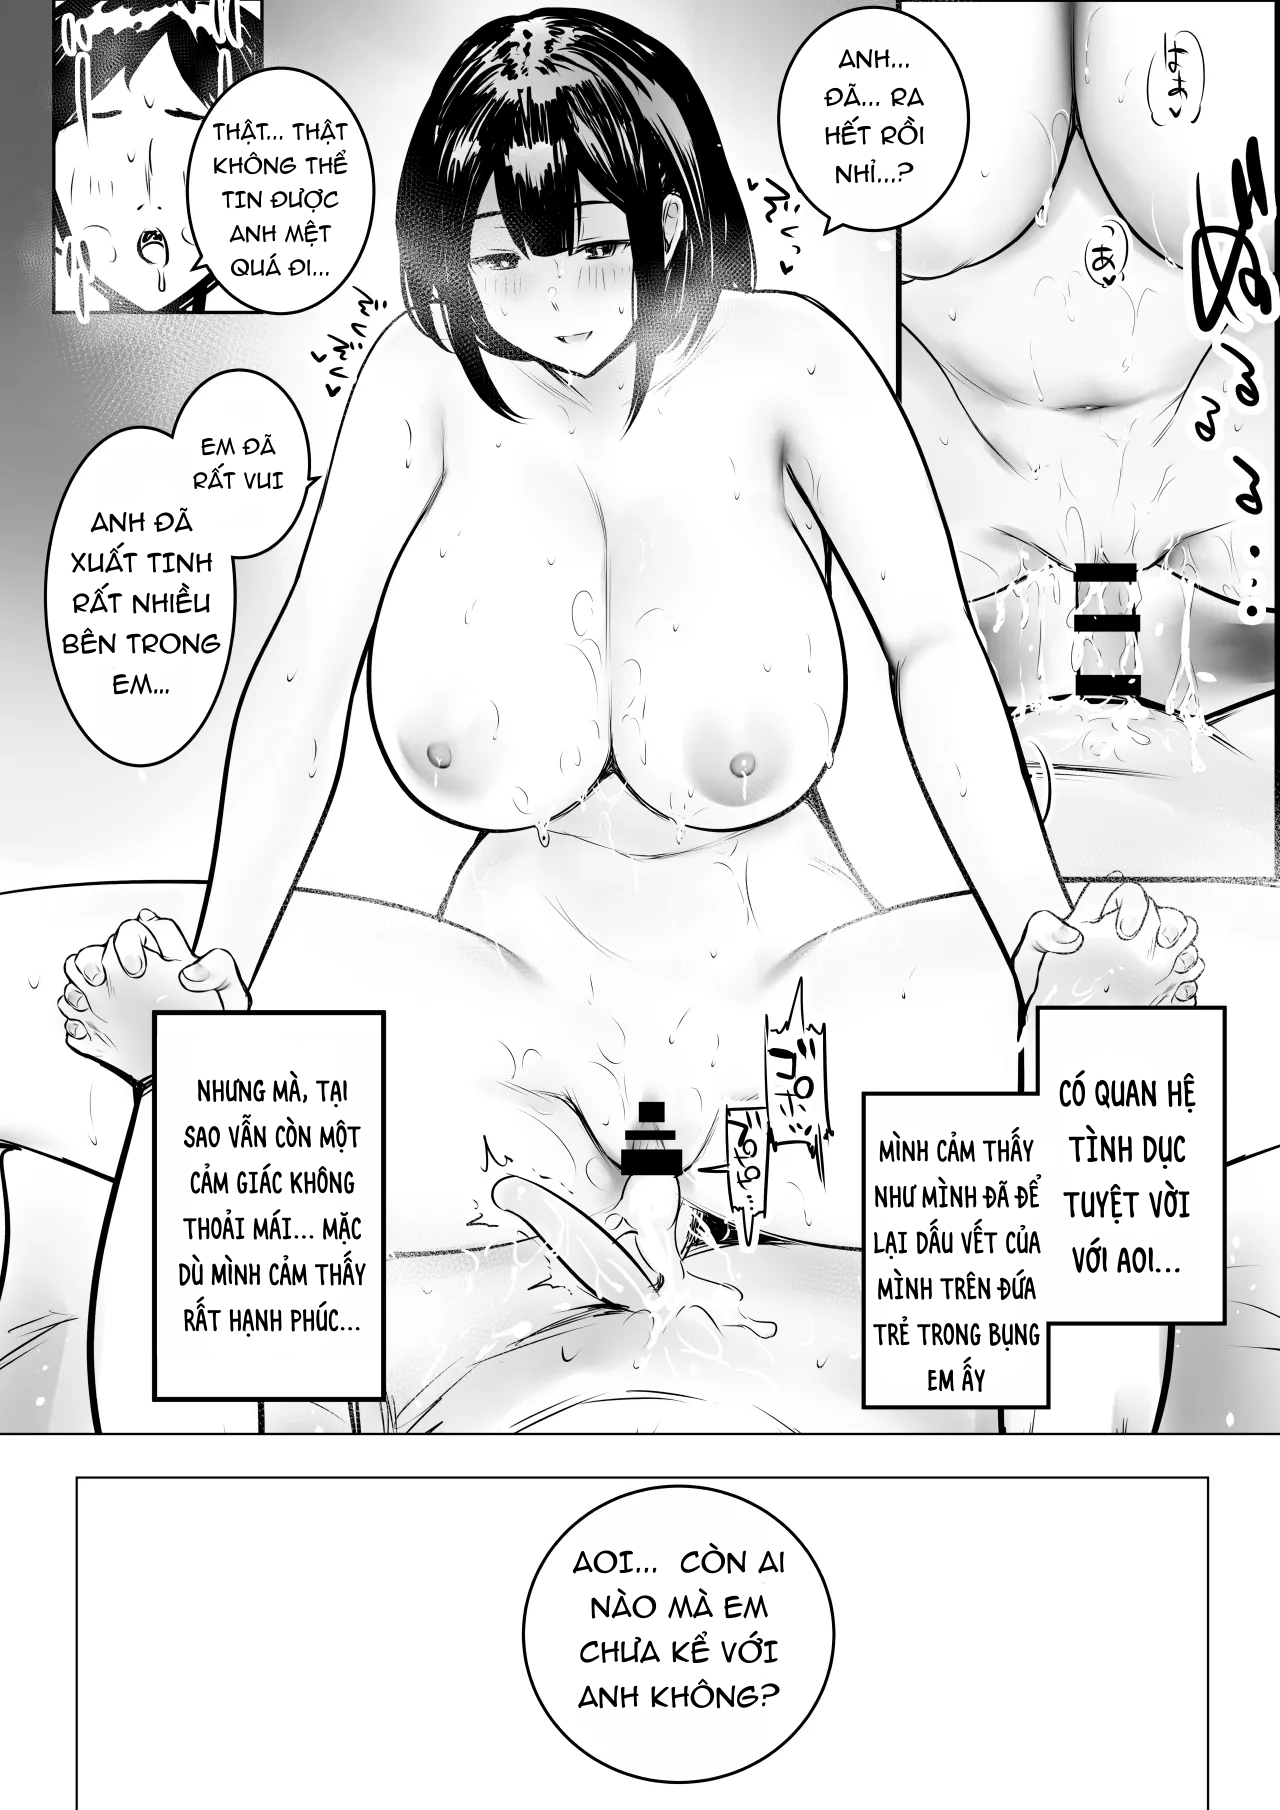 ANH...
ĐÃ... RA
HẾT RỒI
NHỈ...?
はぁ
あ
THẬT... THẬT
KHÔNG THỂ
TIN ĐƯỢC
ANH MỆT
QUÁ ĐI...
EM ĐÃ
RẤT VUI
ANH ĐÃ
XUẤT TINH
RẤT NHIỀU
BÊN TRONG
EM...
CÓ QUAN HỆ
TÌNH DỤC
TUYỆT VỜI
VỚI AOI...
MÌNH CẢM THẤY
NHƯ MÌNH ĐÃ ĐỂ
LẠI DẤU VẾT CỦA
MÌNH TRÊN ĐỨA
TRẺ TRONG BỤNG
EM ẤY
NHƯNG MÀ, TẠI
SAO VẪN CÒN MỘT
CẢM GIÁC KHÔNG
THOẢI MÁI... MẶC
DÙ MÌNH CẢM THẤY
RẤT HẠNH PHÚC...
AOI... CÒN AI
NÀO MÀ EM
CHƯA KỂ VỚI
ANH KHÔNG?